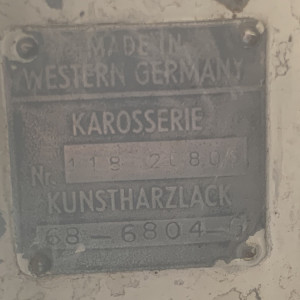 MADE IN
WESTERN GERMANY
KAROSSERIE
Nr.
KUNSTHARZLACK
68-6804-